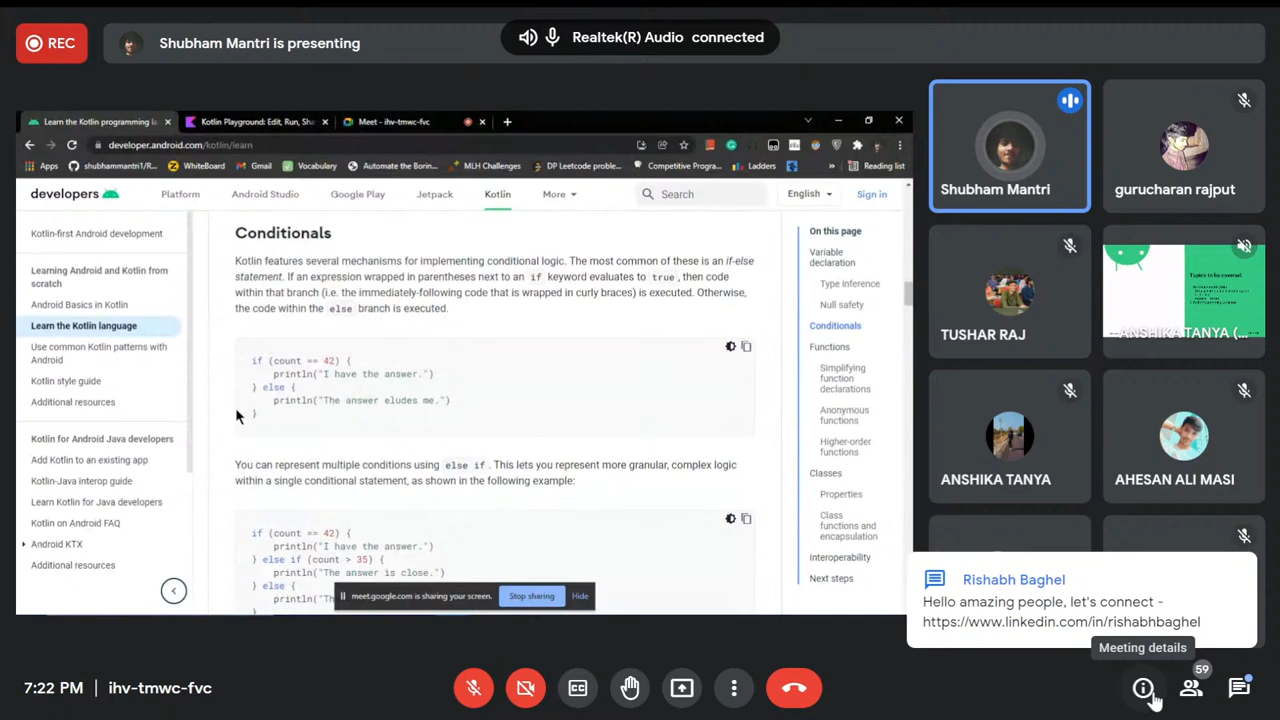 REC
Shubham Mantri is presenting
Realtek(R) Audio connected
Learn the Kotlin programming la
Kotlin Playground: Edit, Run, Sha
Meet - ihv-tmwc-fvc
developer.android.com/kotlin/learn
Apps
shubhammantri1/R...
WhiteBoard
Gmail
Vocabulary
Automate the Borin...
MLH Challenges
DP Leetcode proble...
Competitive Progra...
Ladders
Reading list
developers
Platform
Android Studio
Google Play
Jetpack
Kotlin
More
Search
English
Sign in
Kotlin-first Android development
Learning Android and Kotlin from
scratch
Android Basics in Kotlin
Learn the Kotlin language
Use common Kotlin patterns with
Android
Kotlin style guide
Additional resources
Kotlin for Android Java developers
Add Kotlin to an existing app
Kotlin-Java interop guide
Learn Kotlin for Java developers
Kotlin on Android FAQ
Android KTX
Additional resources
Conditionals
Kotlin features several mechanisms for implementing conditional logic. The most common of these is an if-else
statement. If an expression wrapped in parentheses next to an if keyword evaluates to true, then code
within that branch (i.e. the immediately-following code that is wrapped in curly braces) is executed. Otherwise,
the code within the else branch is executed.
if (count == 42) {
println("I have the answer.")
} else {
println("The answer eludes me.")
}
You can represent multiple conditions using else if. This lets you represent more granular, complex logic
within a single conditional statement, as shown in the following example:
if (count == 42) {
println("I have the answer.")
} else if (count > 35) {
println("The answer is close.")
} else {
println("Th
meet.google.com is sharing your screen.
Stop sharing
Hide
On this page
Variable
declaration
Type inference
Null safety
Conditionals
Functions
Simplifying
function
declarations
Anonymous
functions
Higher-order
functions
Classes
Properties
Class
functions and
encapsulation
Interoperability
Next steps
Shubham Mantri
gurucharan rajput
TUSHAR RAJ
Topics to be covered:
ANSHIKA TANYA (...
ANSHIKA TANYA
AHESAN ALI MASI
Rishabh Baghel
Hello amazing people, let's connect -
https://www.linkedin.com/in/rishabhbaghel
Meeting details
7:22 PM | ihv-tmwc-fvc
59